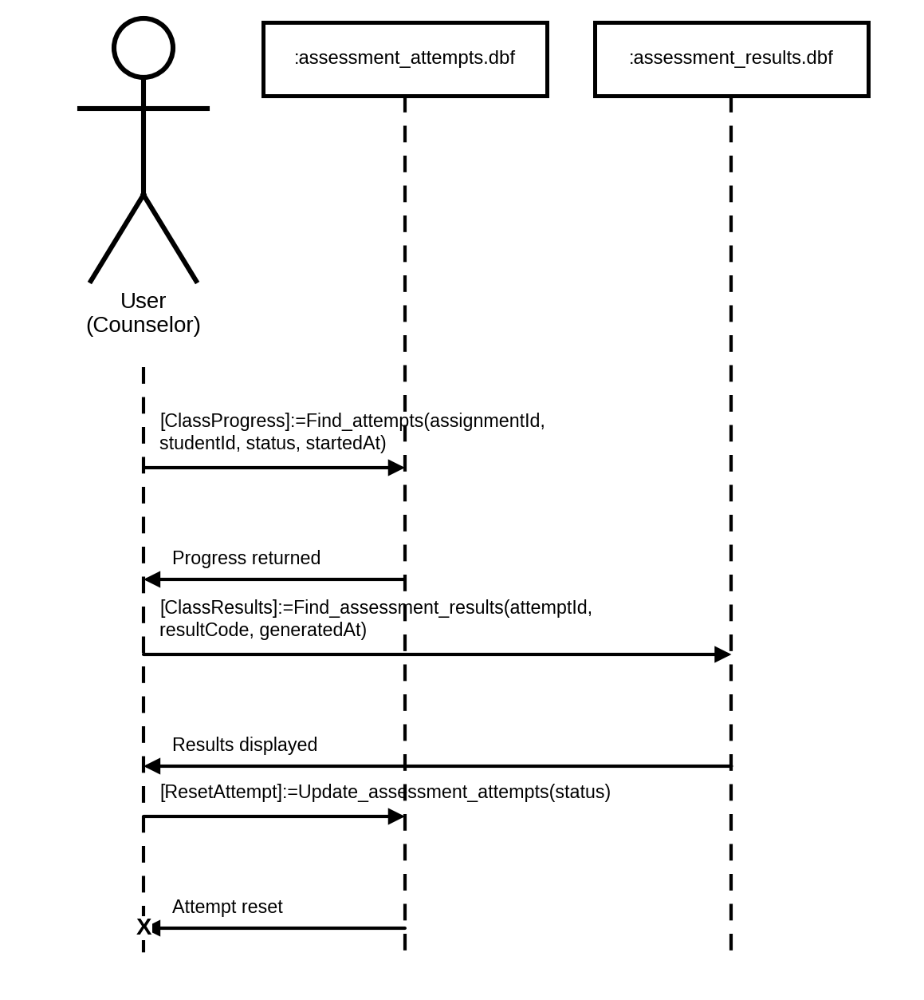 :assessment_attempts.dbf
:assessment_results.dbf
User
(Counselor)
[ClassProgress]:=Find_attempts(assignmentId,
studentId, status, startedAt)
Progress returned
[ClassResults]:=Find_assessment_results(attemptId,
resultCode, generatedAt)
Results displayed
[ResetAttempt]:=Update_assessment_attempts(status)
Attempt reset
X